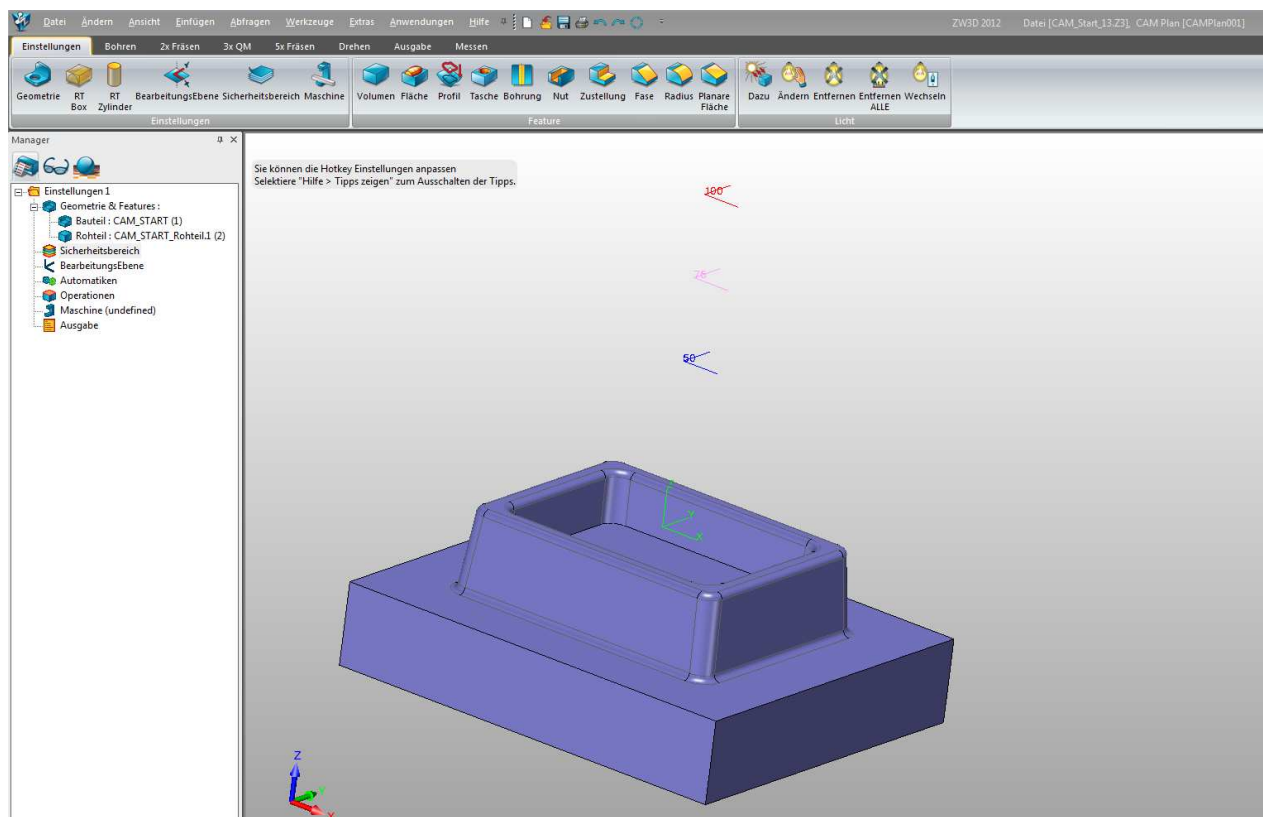 Datei Ändern Ansicht Einfügen Abfragen Werkzeuge Extras Anwendungen Hilfe ZW3D 2012 Datei [CAM_Start_13.Z3], CAM Plan [CAMPlan001]
Einstellungen Bohren 2x Fräsen 3x QM 5x Fräsen Drehen Ausgabe Messen
Geometrie RT Box RT Zylinder BearbeitungsEbene Sicherheitsbereich Maschine Volumen Fläche Profil Tasche Bohrung Nut Zustellung Fase Radius Planare Fläche Dazu Ändern Entfernen Entfernen ALLE Wechseln
Einstellungen Feature Licht
Manager
Sie können die Hotkey Einstellungen anpassen
Selektiere "Hilfe > Tipps zeigen" zum Ausschalten der Tipps.
Einstellungen 1
Geometrie & Features :
Bauteil : CAM_START (1)
Rohteil : CAM_START_Rohteil.1 (2)
Sicherheitsbereich
BearbeitungsEbene
Automatiken
Operationen
Maschine (undefined)
Ausgabe
100
76
50
Z
Y
X
Z
Y
X